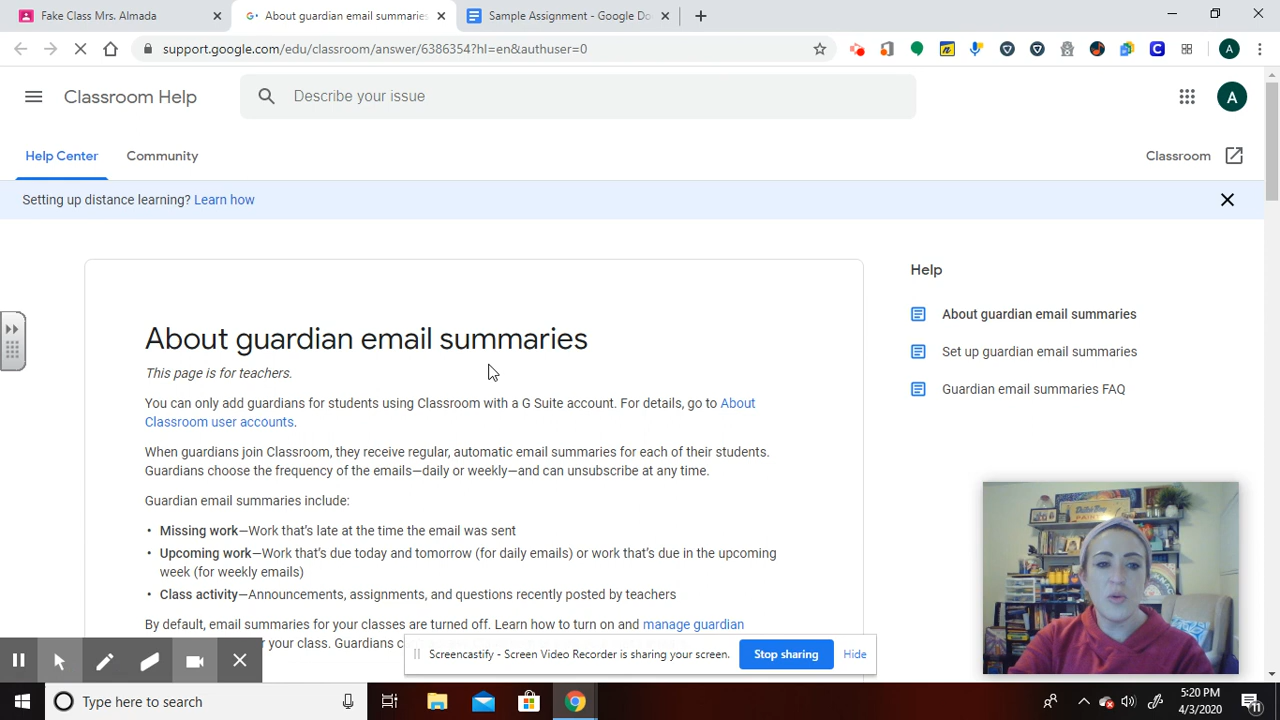 Fake Class Mrs. Almada
About guardian email summaries
Sample Assignment - Google Do
support.google.com/edu/classroom/answer/6386354?hl=en&authuser=0
A
Classroom Help
Describe your issue
A
Help Center
Community
Classroom
Setting up distance learning? Learn how
About guardian email summaries
This page is for teachers.
You can only add guardians for students using Classroom with a G Suite account. For details, go to About
Classroom user accounts.
When guardians join Classroom, they receive regular, automatic email summaries for each of their students.
Guardians choose the frequency of the emails—daily or weekly—and can unsubscribe at any time.
Guardian email summaries include:
• Missing work—Work that's late at the time the email was sent
• Upcoming work—Work that's due today and tomorrow (for daily emails) or work that's due in the upcoming
week (for weekly emails)
• Class activity—Announcements, assignments, and questions recently posted by teachers
By default, email summaries for your classes are turned off. Learn how to turn on and manage guardian
your class. Guardians c
Help
About guardian email summaries
Set up guardian email summaries
Guardian email summaries FAQ
Screencastify - Screen Video Recorder is sharing your screen.
Stop sharing
Hide
Type here to search
5:20 PM
4/3/2020
11